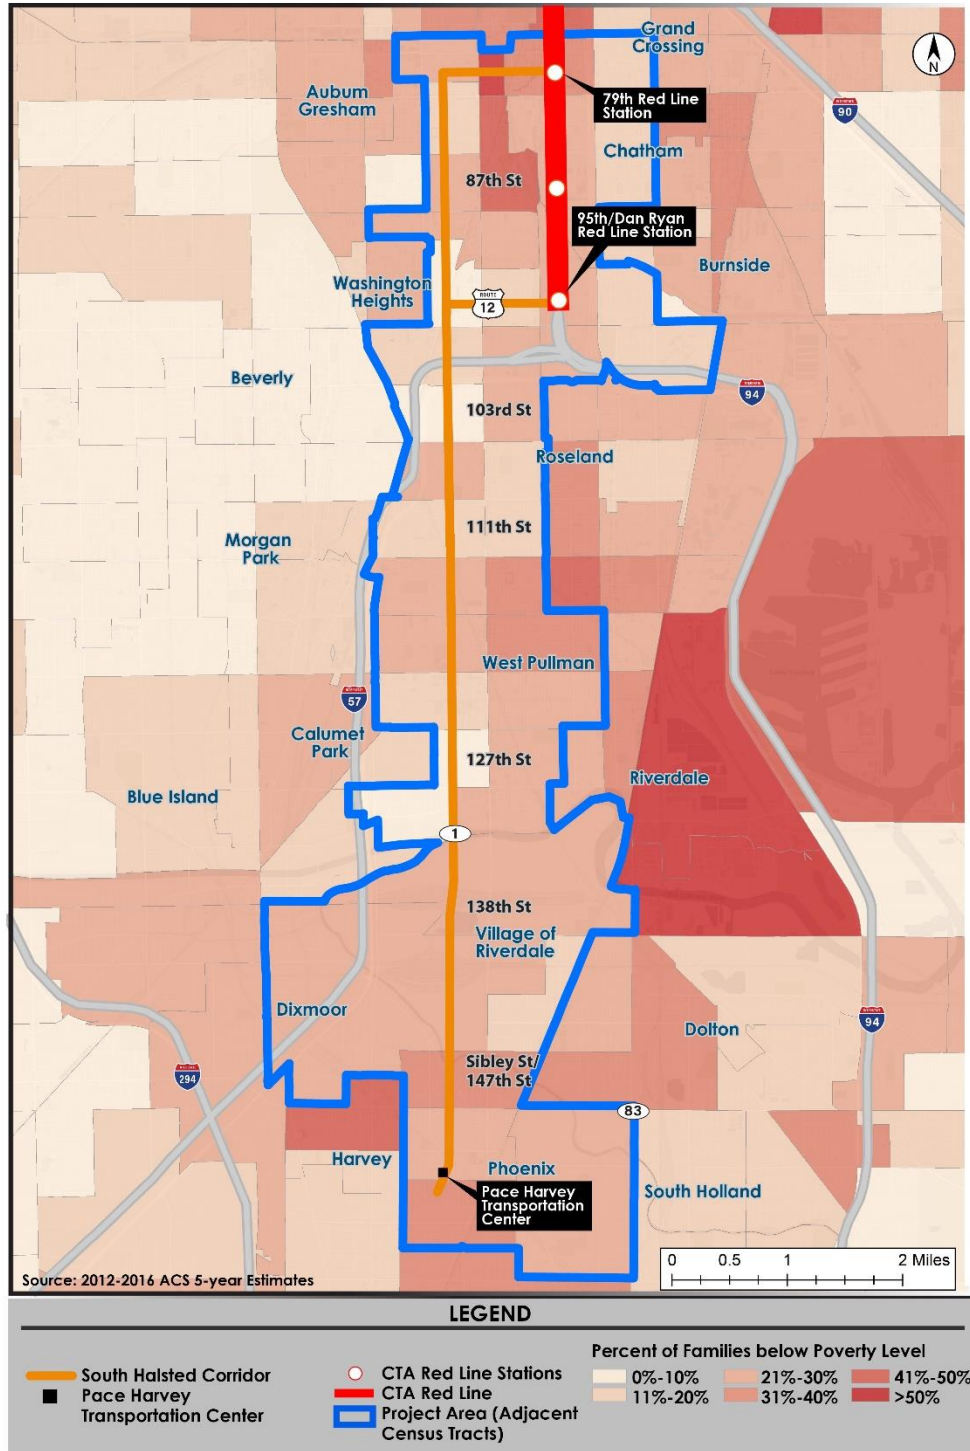 Grand
Crossing
N
Auburn
Gresham
79th Red Line
Station
90
Chatham
87th St
95th/Dan Ryan
Red Line Station
Burnside
Washington
Heights
ROUTE
12
Beverly
94
103rd St
Roseland
111th St
Morgan
Park
West Pullman
57
Calumet
Park
127th St
Riverdale
Blue Island
1
138th St
Village of
Riverdale
Dixmoor
94
Dolton
Sibley St/
147th St
294
83
Harvey
Phoenix
South Holland
Pace Harvey
Transportation
Center
0 0.5 1 2 Miles
Source: 2012-2016 ACS 5-year Estimates
LEGEND
South Halsted Corridor
Pace Harvey
Transportation Center
CTA Red Line Stations
CTA Red Line
Project Area (Adjacent
Census Tracts)
Percent of Families below Poverty Level
0%-10% 21%-30% 41%-50%
11%-20% 31%-40% >50%